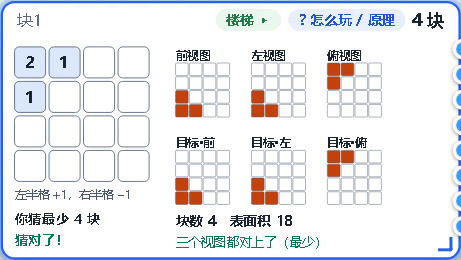 块1
楼梯 ▸
? 怎么玩 / 原理
4 块
2 1
1
前视图 左视图 俯视图
目标·前 目标·左 目标·俯
左半格 +1，右半格 −1
你猜最少 4 块
猜对了！
块数 4 表面积 18
三个视图都对上了（最少）